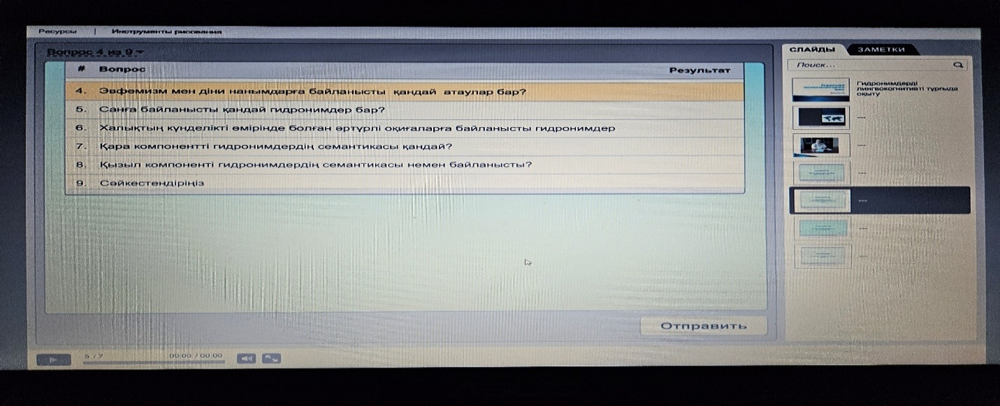 Ресурсы | Инструменты рисования
Вопрос 4 из 9
# Вопрос Результат
4. Эвфемизм мен діни нанымдарға байланысты қандай атаулар бар?
5. Санға байланысты қандай гидронимдер бар?
6. Халықтың күнделікті өмірінде болған әртүрлі оқиғаларға байланысты гидронимдер
7. Қара компонентті гидронимдердің семантикасы қандай?
8. Қызыл компоненті гидронимдердің семантикасы немен байланысты?
9. Сәйкестендіріңіз
Отправить
5 / 7 00:00 / 00:00
СЛАЙДЫ ЗАМЕТКИ
Поиск...
Гидронимдерді
лингвокогнитивті тұрғыда
оқыту